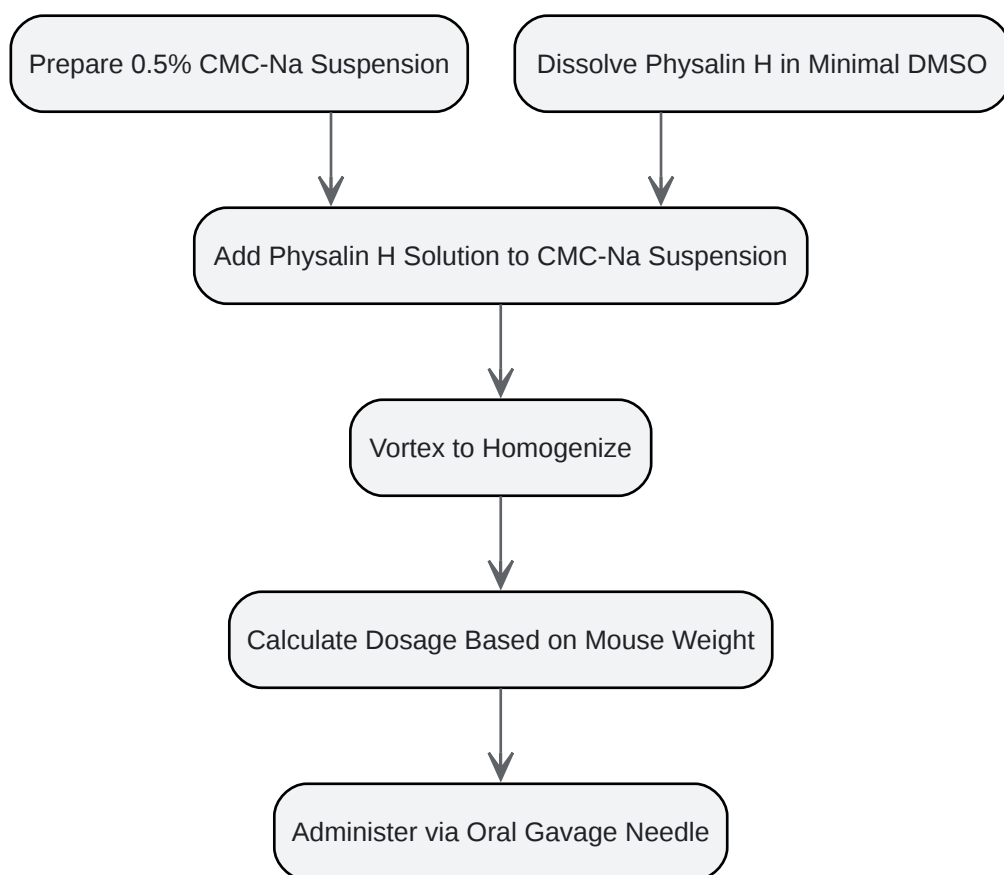 Prepare 0.5% CMC-Na Suspension
Dissolve Physalin H in Minimal DMSO
Add Physalin H Solution to CMC-Na Suspension
Vortex to Homogenize
Calculate Dosage Based on Mouse Weight
Administer via Oral Gavage Needle